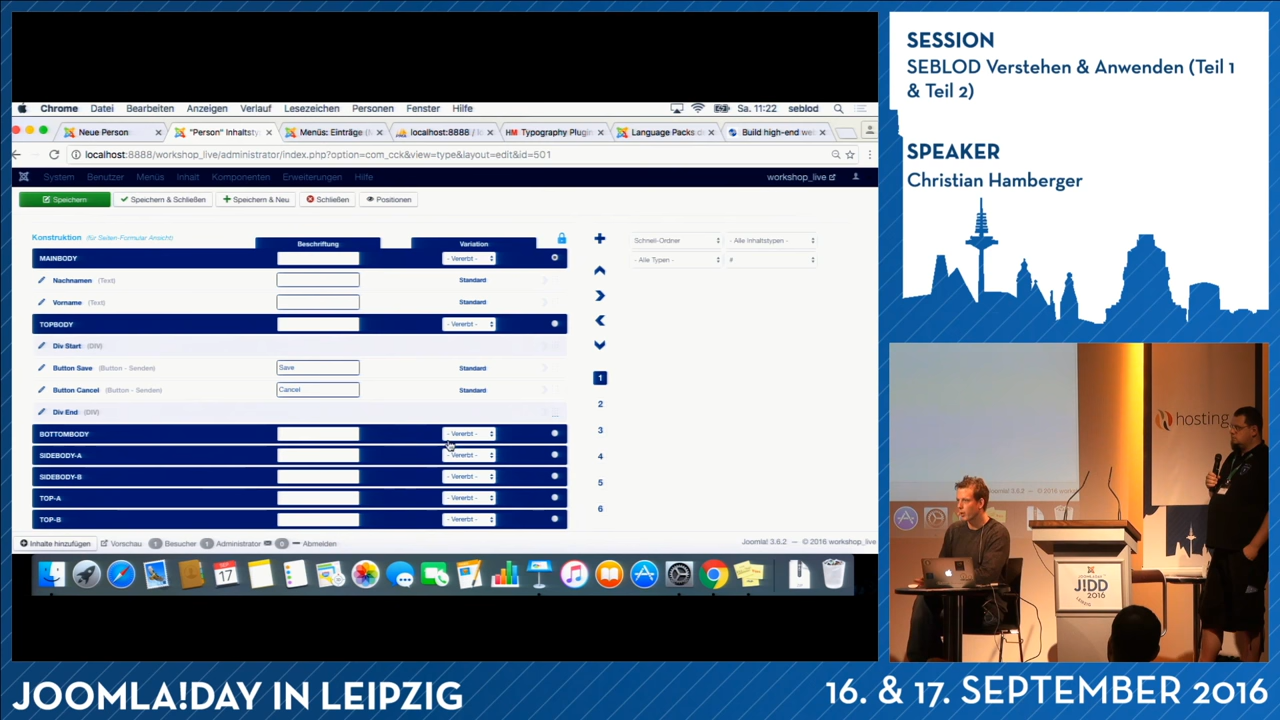 SESSION
SEBLOD Verstehen & Anwenden (Teil 1
& Teil 2)
SPEAKER
Christian Hamberger
Chrome Datei Bearbeiten Anzeigen Verlauf Lesezeichen Personen Fenster Hilfe
Sa. 11:22 seblod
Neue Person
"Person" Inhaltsty
Menüs: Einträge (
localhost:8888 /
HM Typography Plugin
Language Packs
Build high-end we
localhost:8888/workshop_live/administrator/index.php?option=com_cck&view=type&layout=edit&id=501
System Benutzer Menüs Inhalt Komponenten Erweiterungen Hilfe
workshop_live
Speichern
Speichern & Schließen
Speichern & Neu
Schließen
Positionen
Konstruktion (für Seiten-Formular Ansicht)
Beschriftung
Variation
MAINBODY
- Vererbt -
Nachnamen (Text)
Standard
Vorname (Text)
Standard
TOPBODY
- Vererbt -
Div Start (DIV)
Button Save (Button - Senden)
Save
Standard
Button Cancel (Button - Senden)
Cancel
Standard
Div End (DIV)
...
BOTTOMBODY
- Vererbt -
SIDEBODY-A
- Vererbt -
SIDEBODY-B
- Vererbt -
TOP-A
- Vererbt -
TOP-B
- Vererbt -
1
2
3
4
5
6
Schnell-Ordner
- Alle Inhaltstypen -
- Alle Typen -
#
Inhalte hinzufügen
Vorschau
1 Besucher
1 Administrator
0
Abmelden
Joomla! 3.6.2 — © 2016 workshop_live
17
hosting
J!DD
2016
LEIPZIG
JOOMLA!DAY IN LEIPZIG
16. & 17. SEPTEMBER 2016